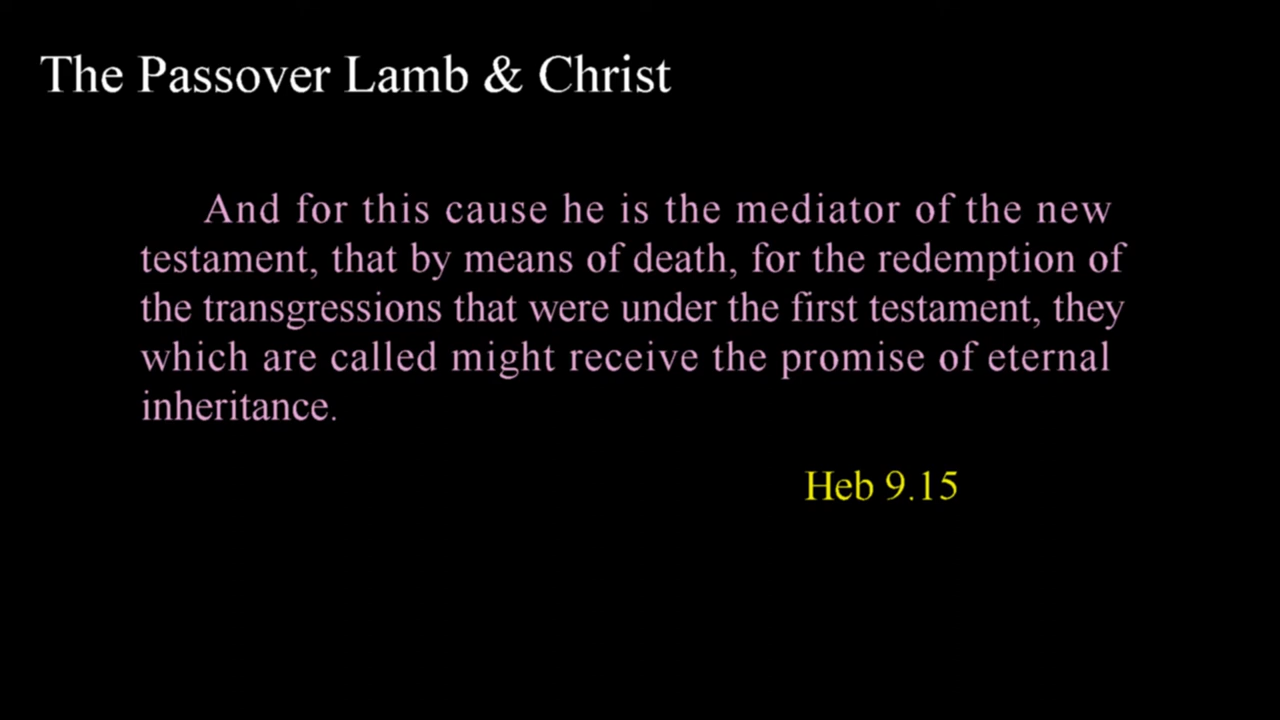 The Passover Lamb & Christ
And for this cause he is the mediator of the new
testament, that by means of death, for the redemption of
the transgressions that were under the first testament, they
which are called might receive the promise of eternal
inheritance.
Heb 9.15